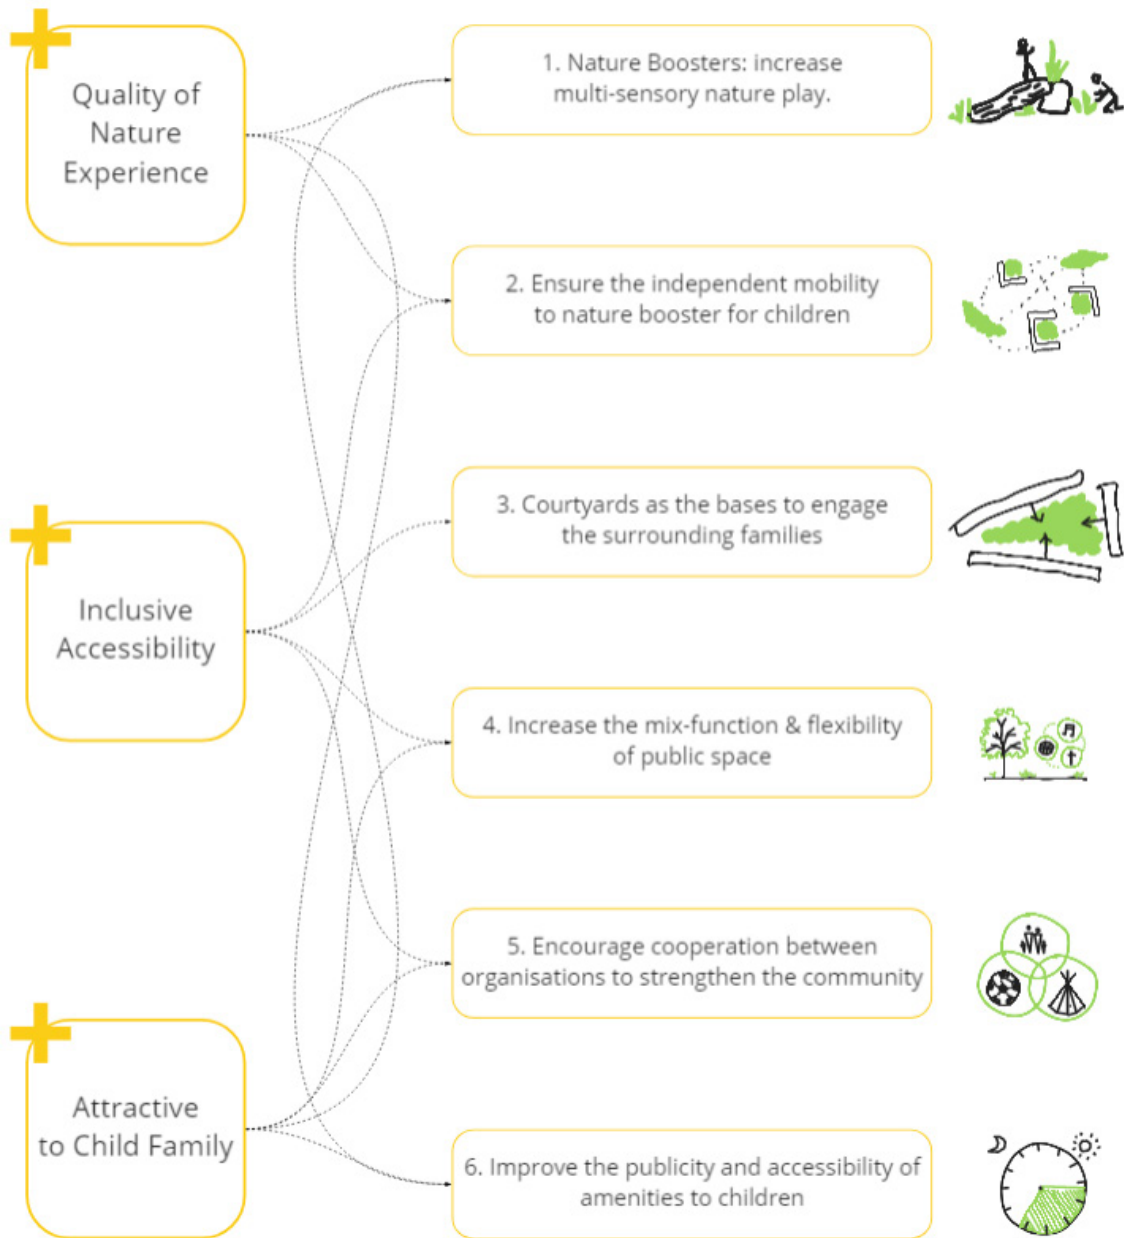 Quality of
Nature
Experience
1. Nature Boosters: increase
multi-sensory nature play.
2. Ensure the independent mobility
to nature booster for children
Inclusive
Accessibility
3. Courtyards as the bases to engage
the surrounding families
4. Increase the mix-function & flexibility
of public space
5. Encourage cooperation between
organisations to strengthen the community
Attractive
to Child Family
6. Improve the publicity and accessibility of
amenities to children